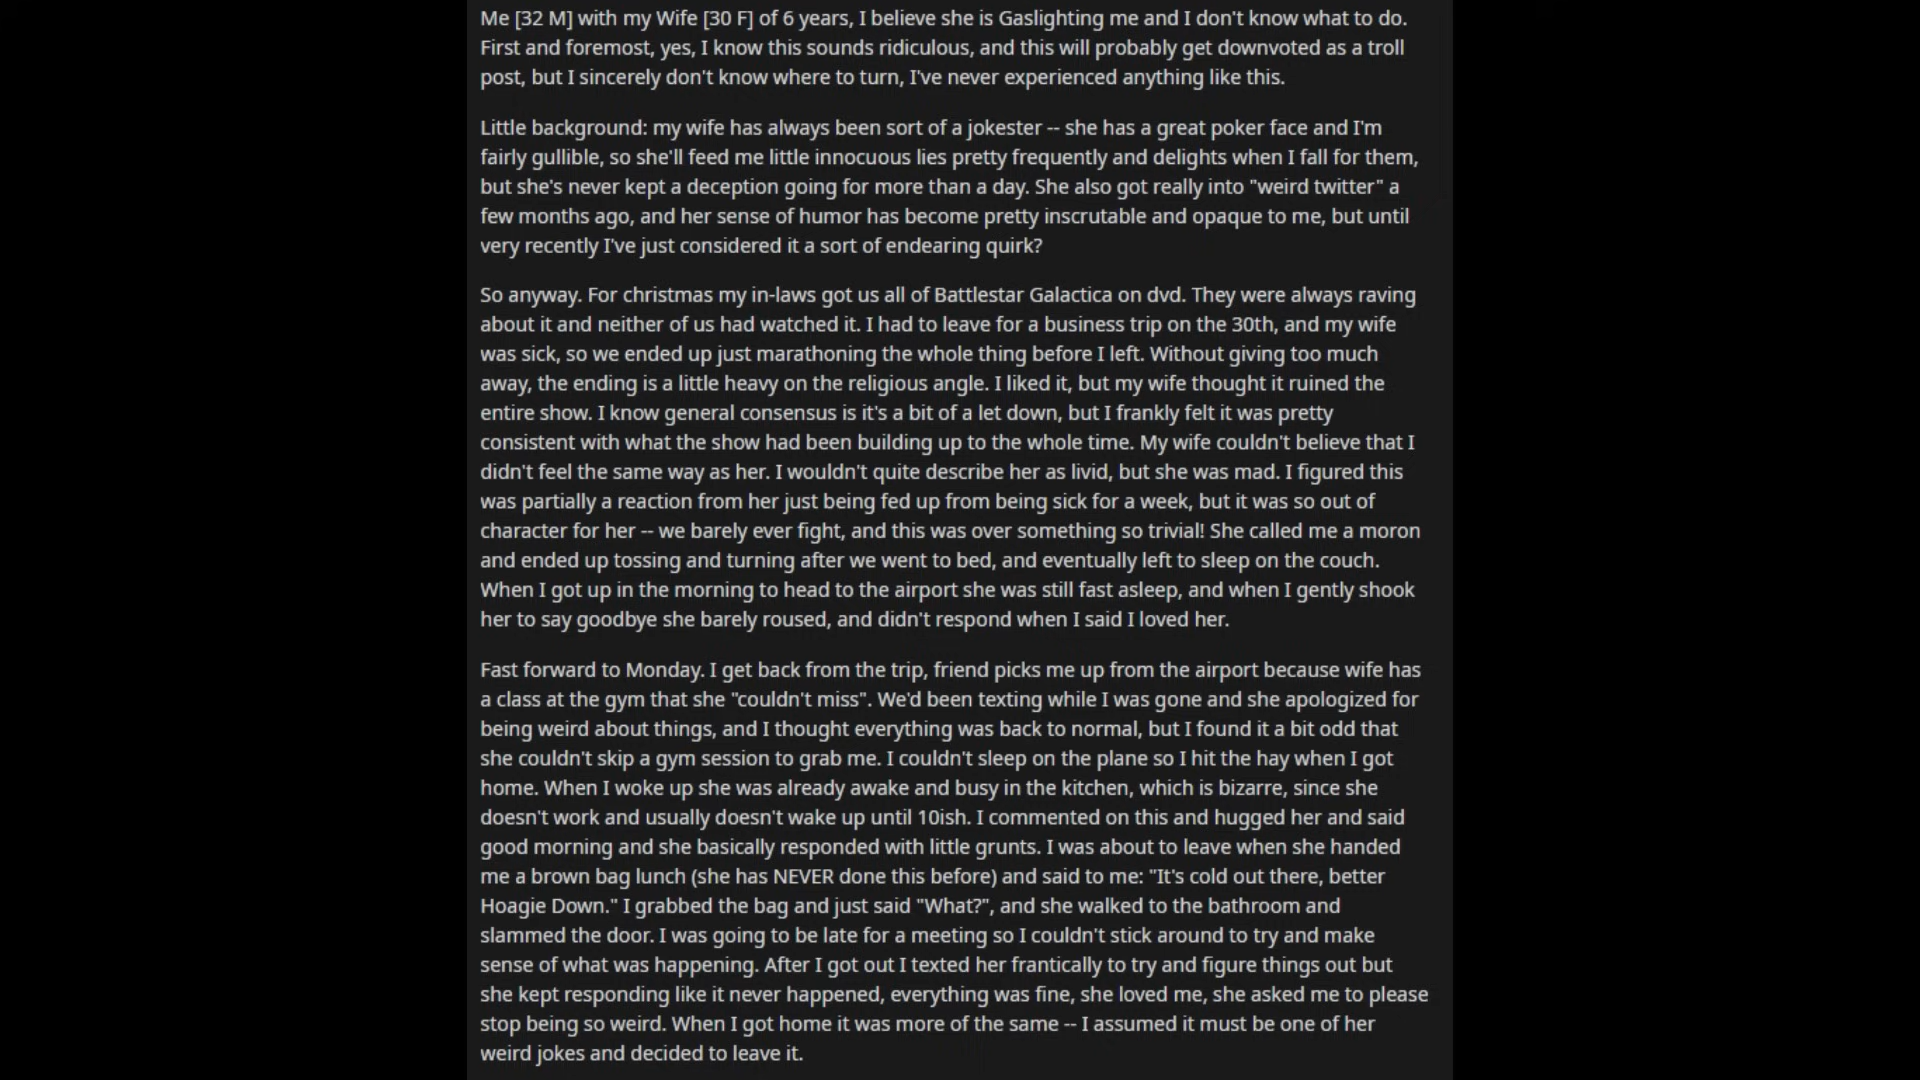 Me [32 M] with my Wife [30 F] of 6 years, I believe she is Gaslighting me and I don't know what to do.
First and foremost, yes, I know this sounds ridiculous, and this will probably get downvoted as a troll
post, but I sincerely don't know where to turn, I've never experienced anything like this.
Little background: my wife has always been sort of a jokester -- she has a great poker face and I'm
fairly gullible, so she'll feed me little innocuous lies pretty frequently and delights when I fall for them,
but she's never kept a deception going for more than a day. She also got really into "weird twitter" a
few months ago, and her sense of humor has become pretty inscrutable and opaque to me, but until
very recently I've just considered it a sort of endearing quirk?
So anyway. For christmas my in-laws got us all of Battlestar Galactica on dvd. They were always raving
about it and neither of us had watched it. I had to leave for a business trip on the 30th, and my wife
was sick, so we ended up just marathoning the whole thing before I left. Without giving too much
away, the ending is a little heavy on the religious angle. I liked it, but my wife thought it ruined the
entire show. I know general consensus is it's a bit of a let down, but I frankly felt it was pretty
consistent with what the show had been building up to the whole time. My wife couldn't believe that I
didn't feel the same way as her. I wouldn't quite describe her as livid, but she was mad. I figured this
was partially a reaction from her just being fed up from being sick for a week, but it was so out of
character for her -- we barely ever fight, and this was over something so trivial! She called me a moron
and ended up tossing and turning after we went to bed, and eventually left to sleep on the couch.
When I got up in the morning to head to the airport she was still fast asleep, and when I gently shook
her to say goodbye she barely roused, and didn't respond when I said I loved her.
Fast forward to Monday. I get back from the trip, friend picks me up from the airport because wife has
a class at the gym that she "couldn't miss". We'd been texting while I was gone and she apologized for
being weird about things, and I thought everything was back to normal, but I found it a bit odd that
she couldn't skip a gym session to grab me. I couldn't sleep on the plane so I hit the hay when I got
home. When I woke up she was already awake and busy in the kitchen, which is bizarre, since she
doesn't work and usually doesn't wake up until 10ish. I commented on this and hugged her and said
good morning and she basically responded with little grunts. I was about to leave when she handed
me a brown bag lunch (she has NEVER done this before) and said to me: "It's cold out there, better
Hoagie Down." I grabbed the bag and just said "What?", and she walked to the bathroom and
slammed the door. I was going to be late for a meeting so I couldn't stick around to try and make
sense of what was happening. After I got out I texted her frantically to try and figure things out but
she kept responding like it never happened, everything was fine, she loved me, she asked me to please
stop being so weird. When I got home it was more of the same -- I assumed it must be one of her
weird jokes and decided to leave it.